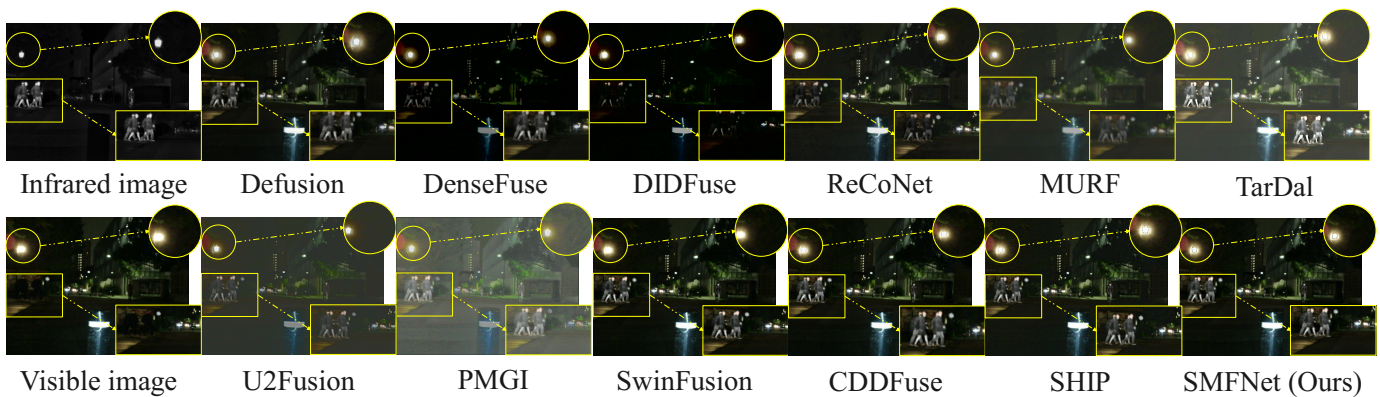 Infrared image Defusion DenseFuse DIDFuse ReCoNet MURF TarDal
Visible image U2Fusion PMGI SwinFusion CDDFuse SHIP SMFNet (Ours)